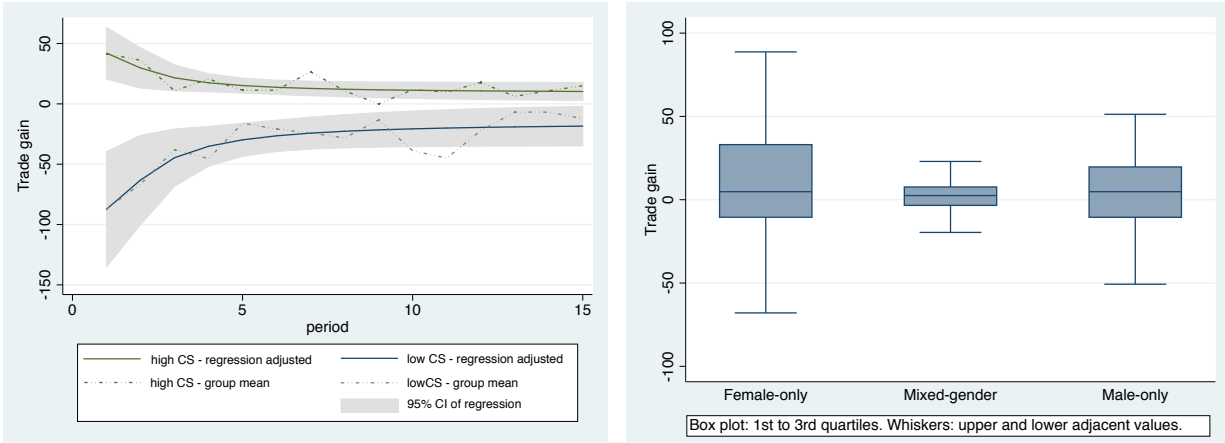 Trade gain
50
0
-50
-100
-150
0
5
10
15
period
high CS - regression adjusted
low CS - regression adjusted
high CS - group mean
lowCS - group mean
95% CI of regression
Trade gain
100
50
0
-50
-100
Female-only
Mixed-gender
Male-only
Box plot: 1st to 3rd quartiles. Whiskers: upper and lower adjacent values.